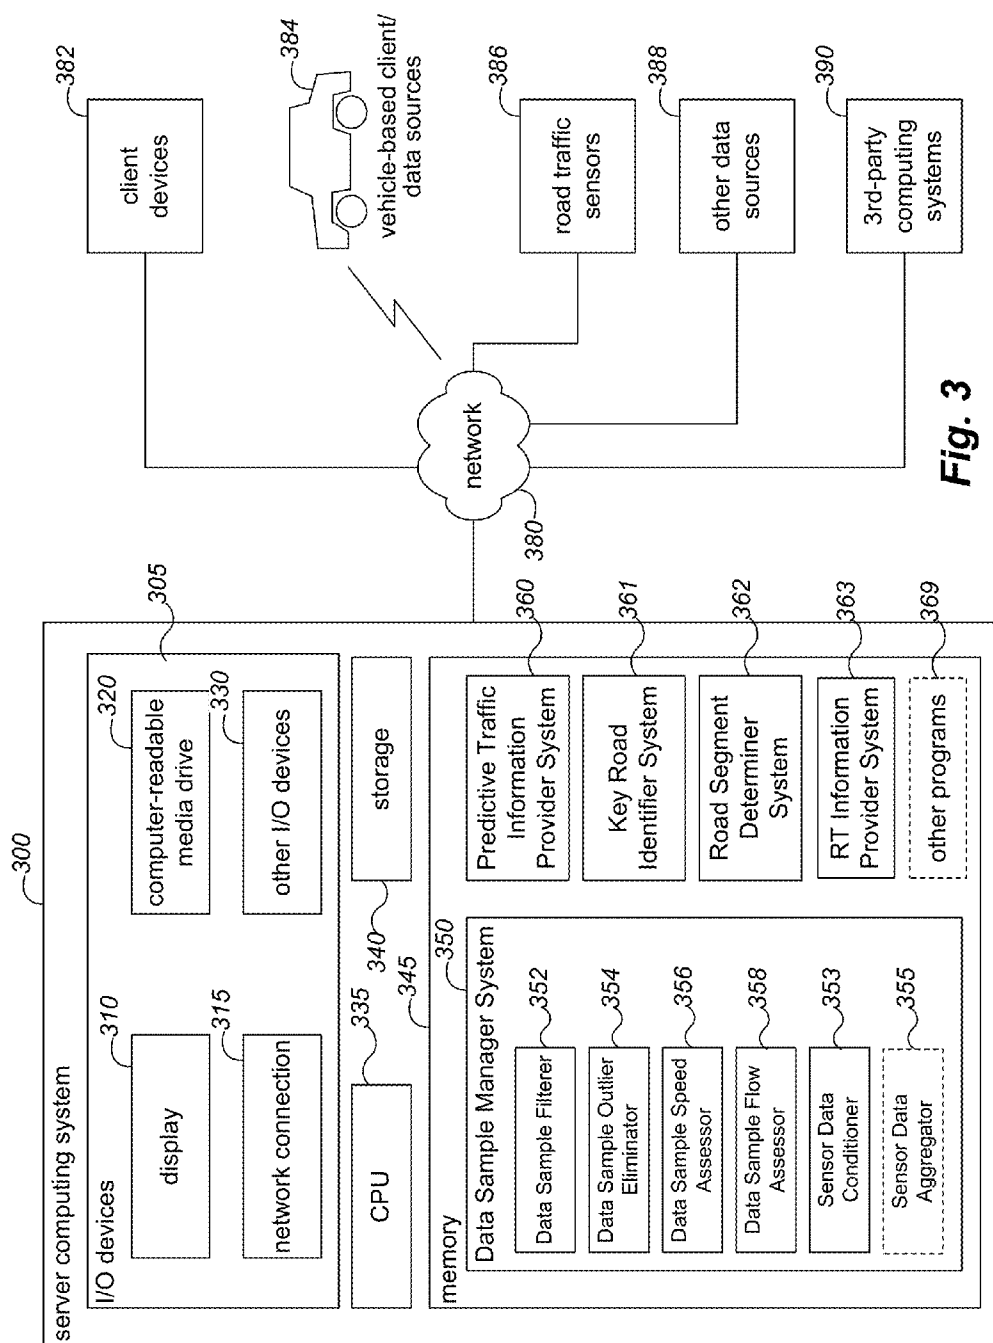 server computing system
300
I/O devices
305
310
display
320
computer-readable
media drive
315
network connection
330
other I/O devices
335
CPU
340
storage
345
memory
350
Data Sample Manager System
352
Data Sample Filterer
354
Data Sample Outlier
Eliminator
356
Data Sample Speed
Assessor
358
Data Sample Flow
Assessor
353
Sensor Data
Conditioner
355
Sensor Data
Aggregator
360
Predictive Traffic
Information
Provider System
361
Key Road
Identifier System
362
Road Segment
Determiner
System
363
RT Information
Provider System
369
other programs
network
380
382
client
devices
384
vehicle-based client/
data sources
386
road traffic
sensors
388
other data
sources
390
3rd-party
computing
systems
Fig. 3